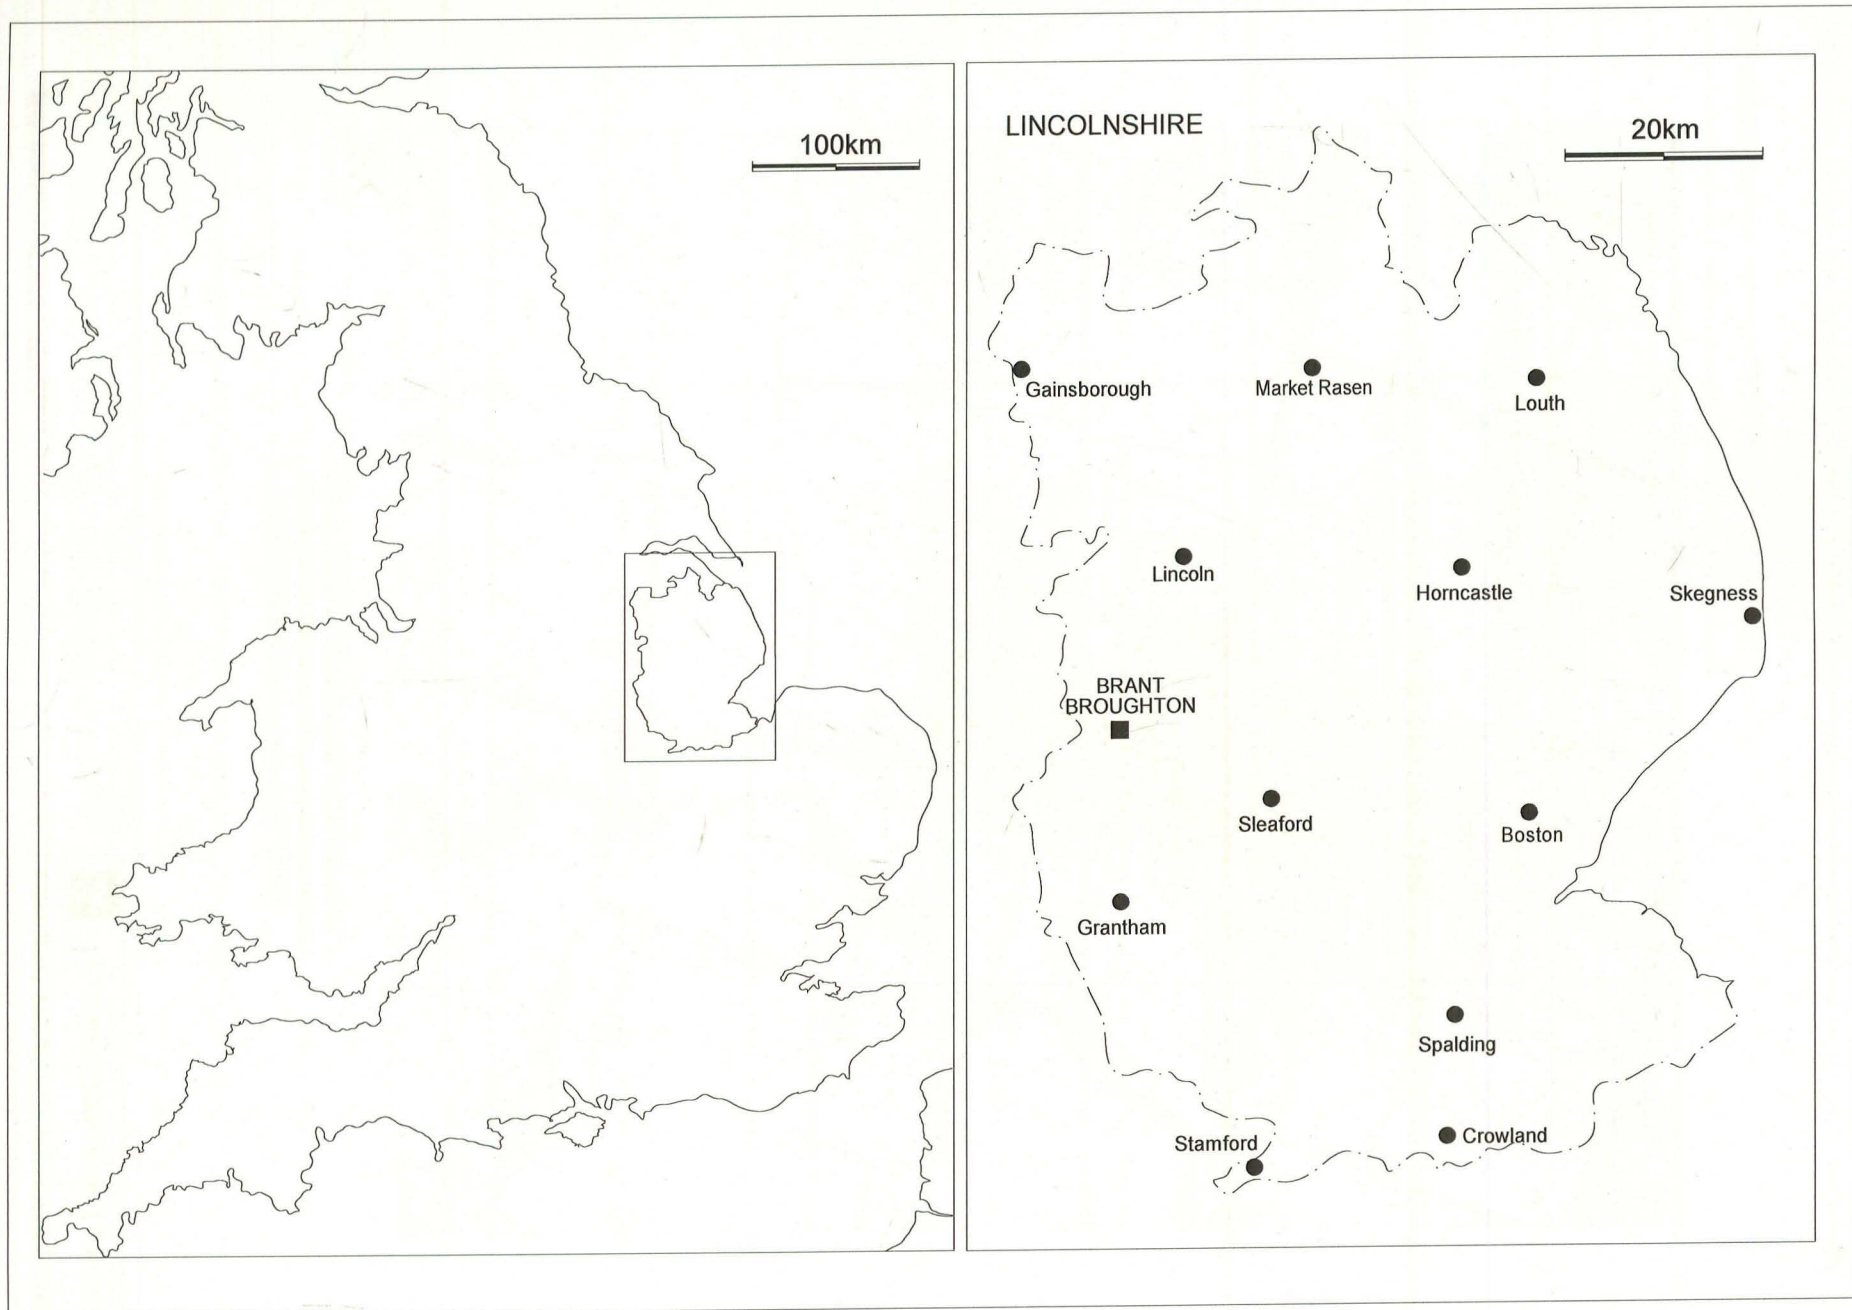 100km
LINCOLNSHIRE
20km
Gainsborough
Market Rasen
Louth
Lincoln
Horncastle
Skegness
BRANT
BROUGHTON
Sleaford
Boston
Grantham
Spalding
Stamford
Crowland